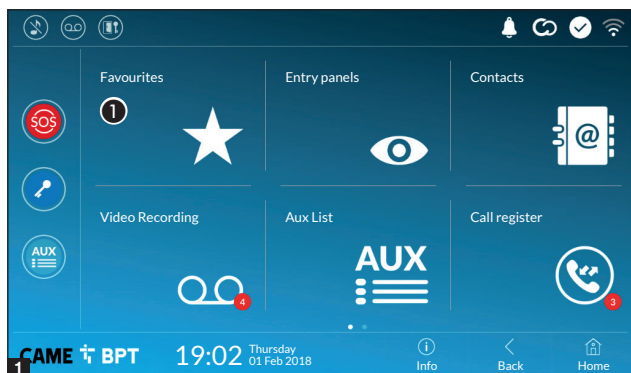 Favourites
Entry panels
Contacts
1
@
SOS
Video Recording
Aux List
Call register
AUX
AUX
4
3
CAME BPT
19:02
Thursday
01 Feb 2018
Info
Back
Home
1